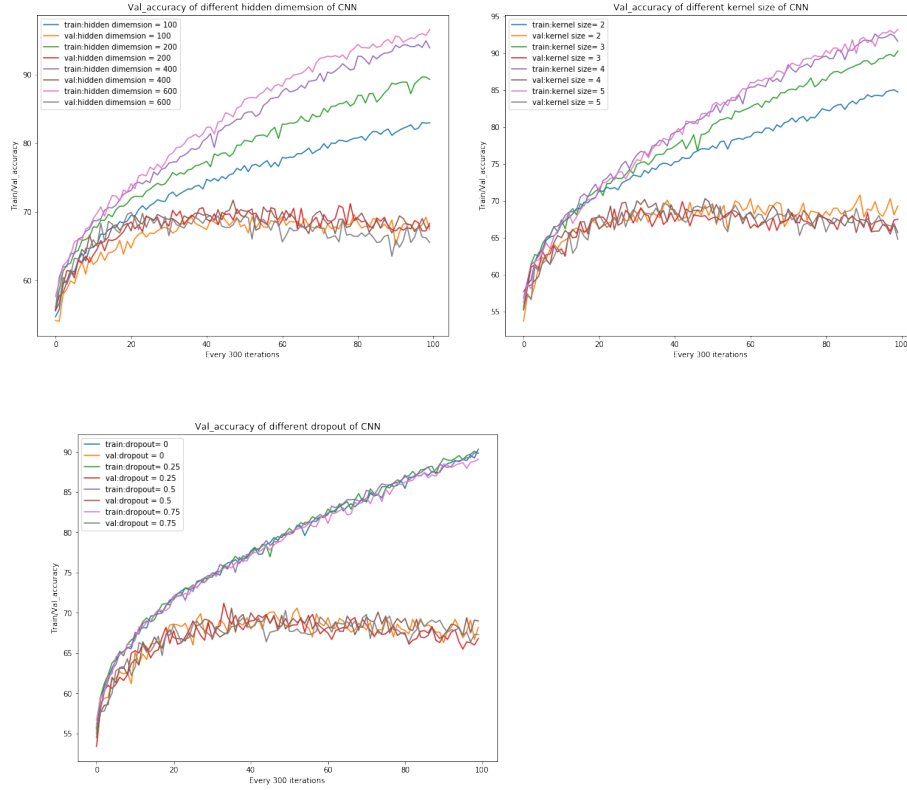 Val_accuracy of different hidden dimemsion of CNN
train:hidden dimemsion = 100
val:hidden dimemsion = 100
train:hidden dimemsion = 200
val:hidden dimemsion = 200
train:hidden dimemsion = 400
val:hidden dimemsion = 400
train:hidden dimemsion = 600
val:hidden dimemsion = 600
90
80
70
60
Train/Val_accuracy
0 20 40 60 80 100
Every 300 iterations
Val_accuracy of different kernel size of CNN
train:kernel size= 2
val:kernel size = 2
train:kernel size = 3
val:kernel size = 3
train:kernel size = 4
val:kernel size = 4
train:kernel size = 5
val:kernel size = 5
95
90
85
80
75
70
65
60
55
Train/Val_accuracy
0 20 40 60 80 100
Every 300 iterations
Val_accuracy of different dropout of CNN
train:dropout= 0
val:dropout = 0
train:dropout = 0.25
val:dropout = 0.25
train:dropout= 0.5
val:dropout = 0.5
train:dropout = 0.75
val:dropout = 0.75
90
85
80
75
70
65
60
55
Train/Val_accuracy
0 20 40 60 80 100
Every 300 iterations